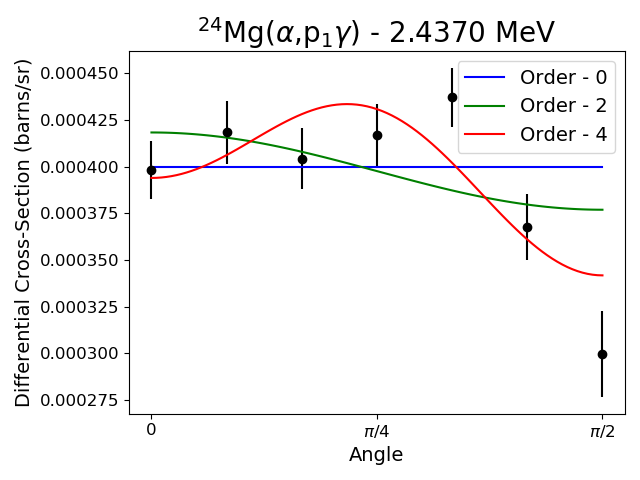 ²⁴Mg(α,p₁γ) - 2.4370 MeV
Differential Cross-Section (barns/sr)
0.000450
0.000425
0.000400
0.000375
0.000350
0.000325
0.000300
0.000275
Order - 0
Order - 2
Order - 4
0 π/4 π/2
Angle